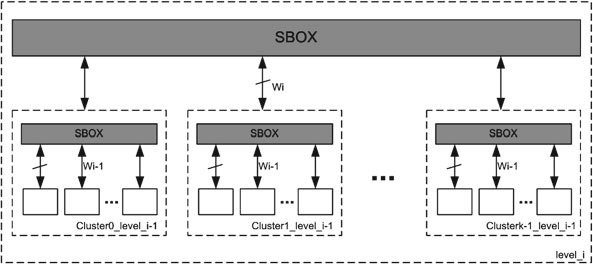 SBOX
Wi
SBOX
SBOX
SBOX
Wi-1
Wi-1
Wi-1
Cluster0_level_i-1
Cluster1_level_i-1
Clusterk-1_level_i-1
level_i